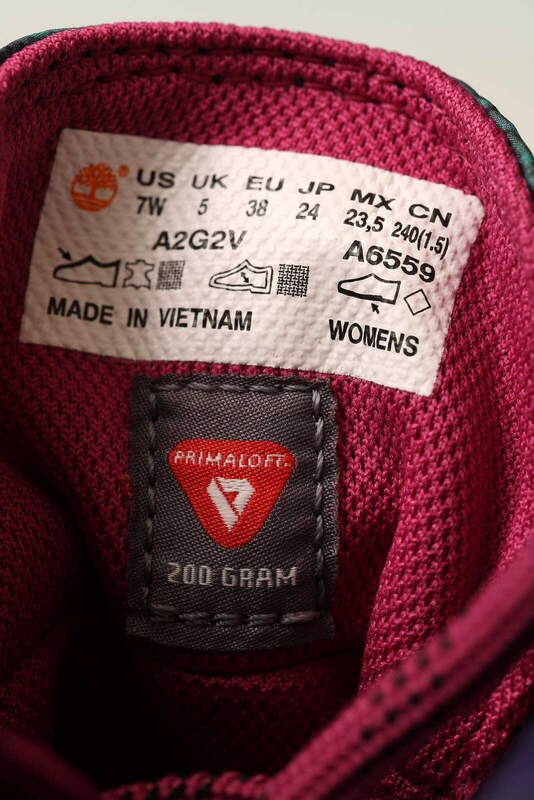 ® US UK EU JP MX CN
7W 5 38 24 23,5 240(1.5)
A2G2V A6559
MADE IN VIETNAM WOMENS
PRIMALOFT.
200 GRAM